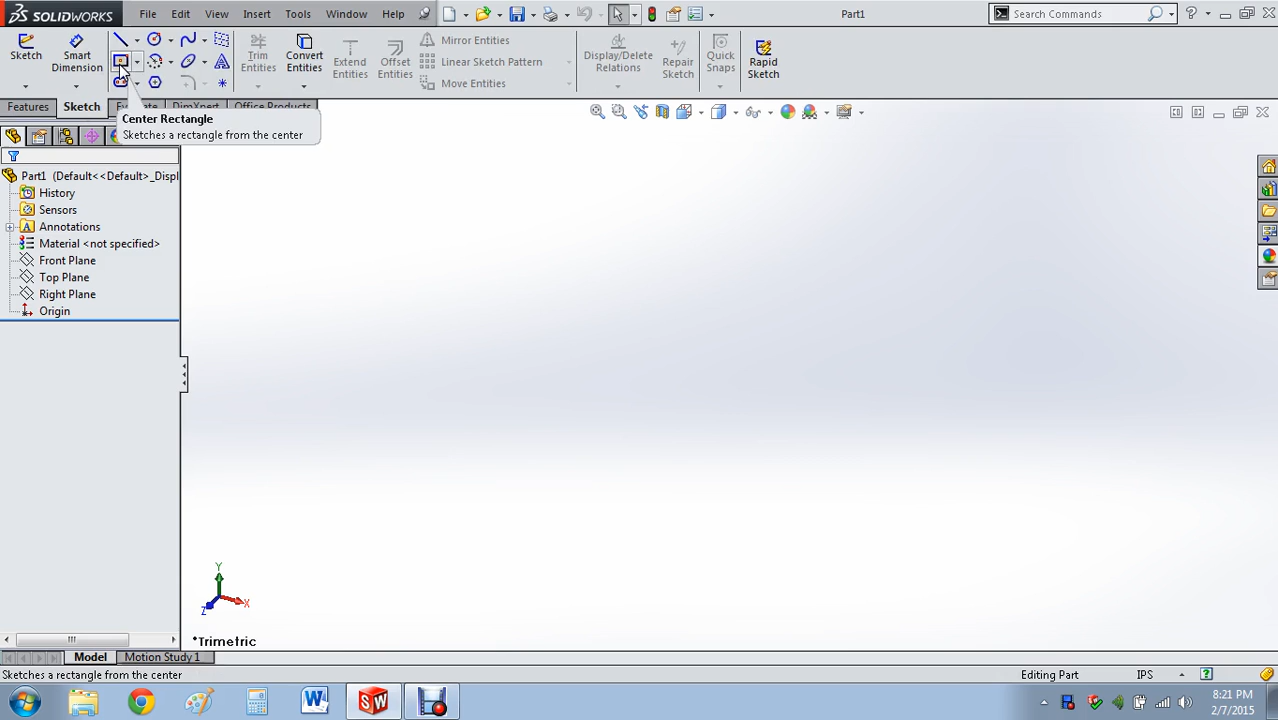 SOLIDWORKS File Edit View Insert Tools Window Help Part1 Search Commands ?
Sketch Smart Dimension Trim Entities Convert Entities Extend Entities Offset Entities Mirror Entities Linear Sketch Pattern Move Entities Display/Delete Relations Repair Sketch Quick Snaps Rapid Sketch
Features Sketch Evaluate DimXpert Office Products
Center Rectangle
Sketches a rectangle from the center
Part1 (Default<<Default>_Displ
History
Sensors
Annotations
Material <not specified>
Front Plane
Top Plane
Right Plane
Origin
Y
Z X
*Trimetric
Model Motion Study 1
Sketches a rectangle from the center Editing Part IPS ?
8:21 PM
2/7/2015